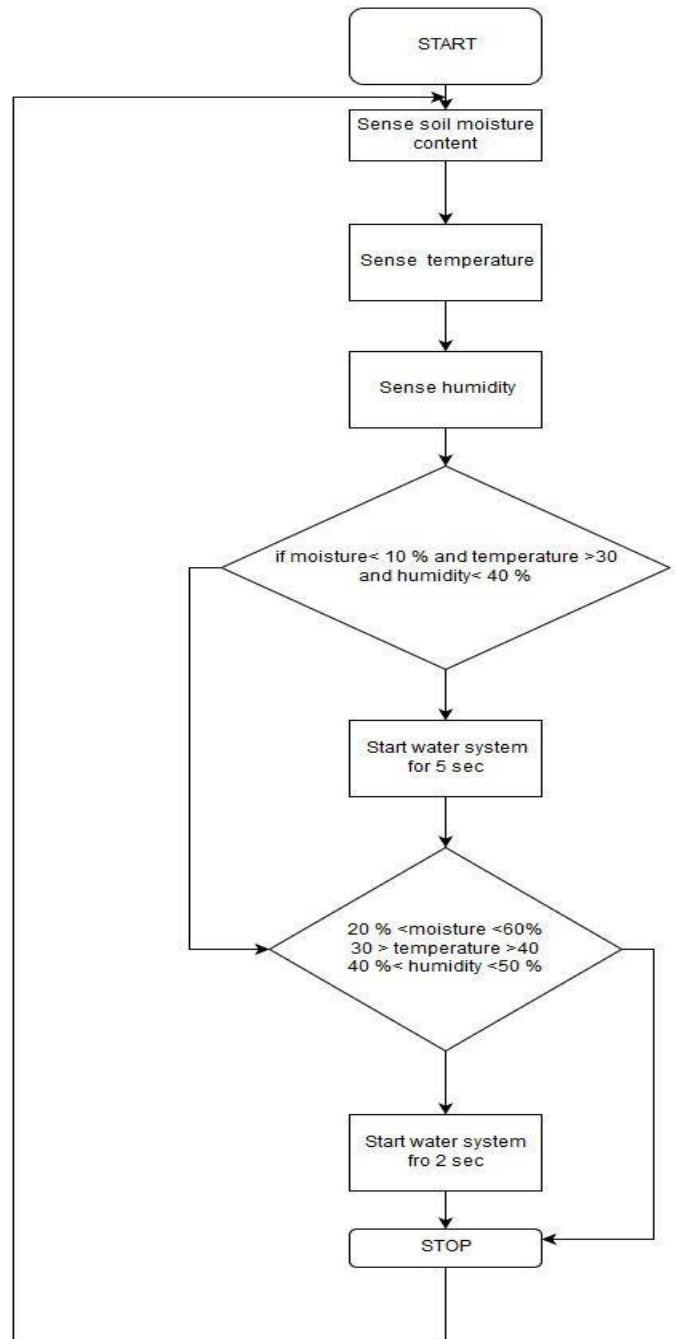 START
Sense soil moisture
content
Sense temperature
Sense humidity
if moisture< 10 % and temperature >30
and humidity< 40 %
Start water system
for 5 sec
20 % <moisture <60%
30 > temperature >40
40 %< humidity <50 %
Start water system
fro 2 sec
STOP